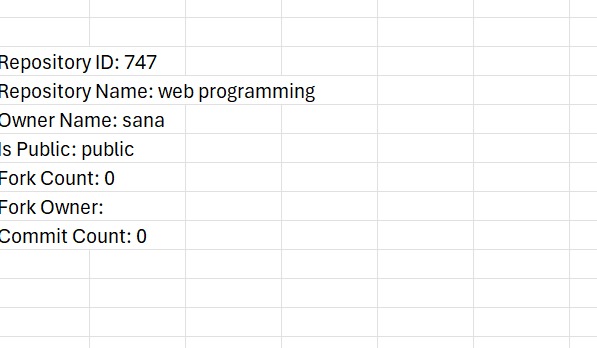 Repository ID: 747
Repository Name: web programming
Owner Name: sana
Is Public: public
Fork Count: 0
Fork Owner:
Commit Count: 0